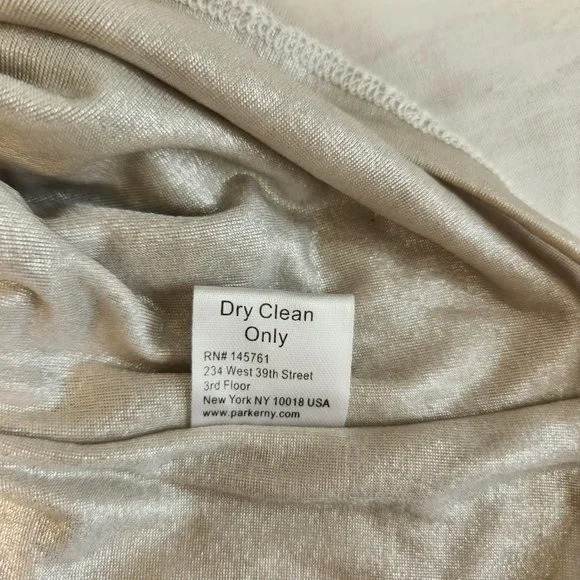 Dry Clean
Only
RN# 145761
234 West 39th Street
3rd Floor
New York NY 10018 USA
www.parkerny.com